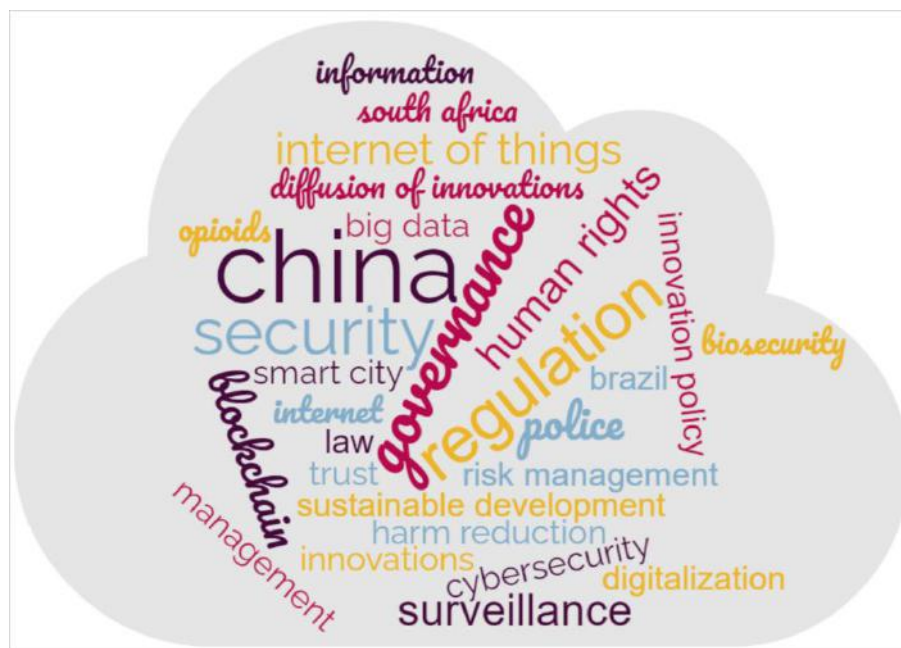 information
south africa
internet of things
diffusion of innovations
opioids
big data
china
governance
human rights
innovation policy
security
regulation
biosecurity
smart city
brazil
blockchain
internet
police
law
trust
risk management
management
sustainable development
harm reduction
innovations
cybersecurity
digitalization
surveillance